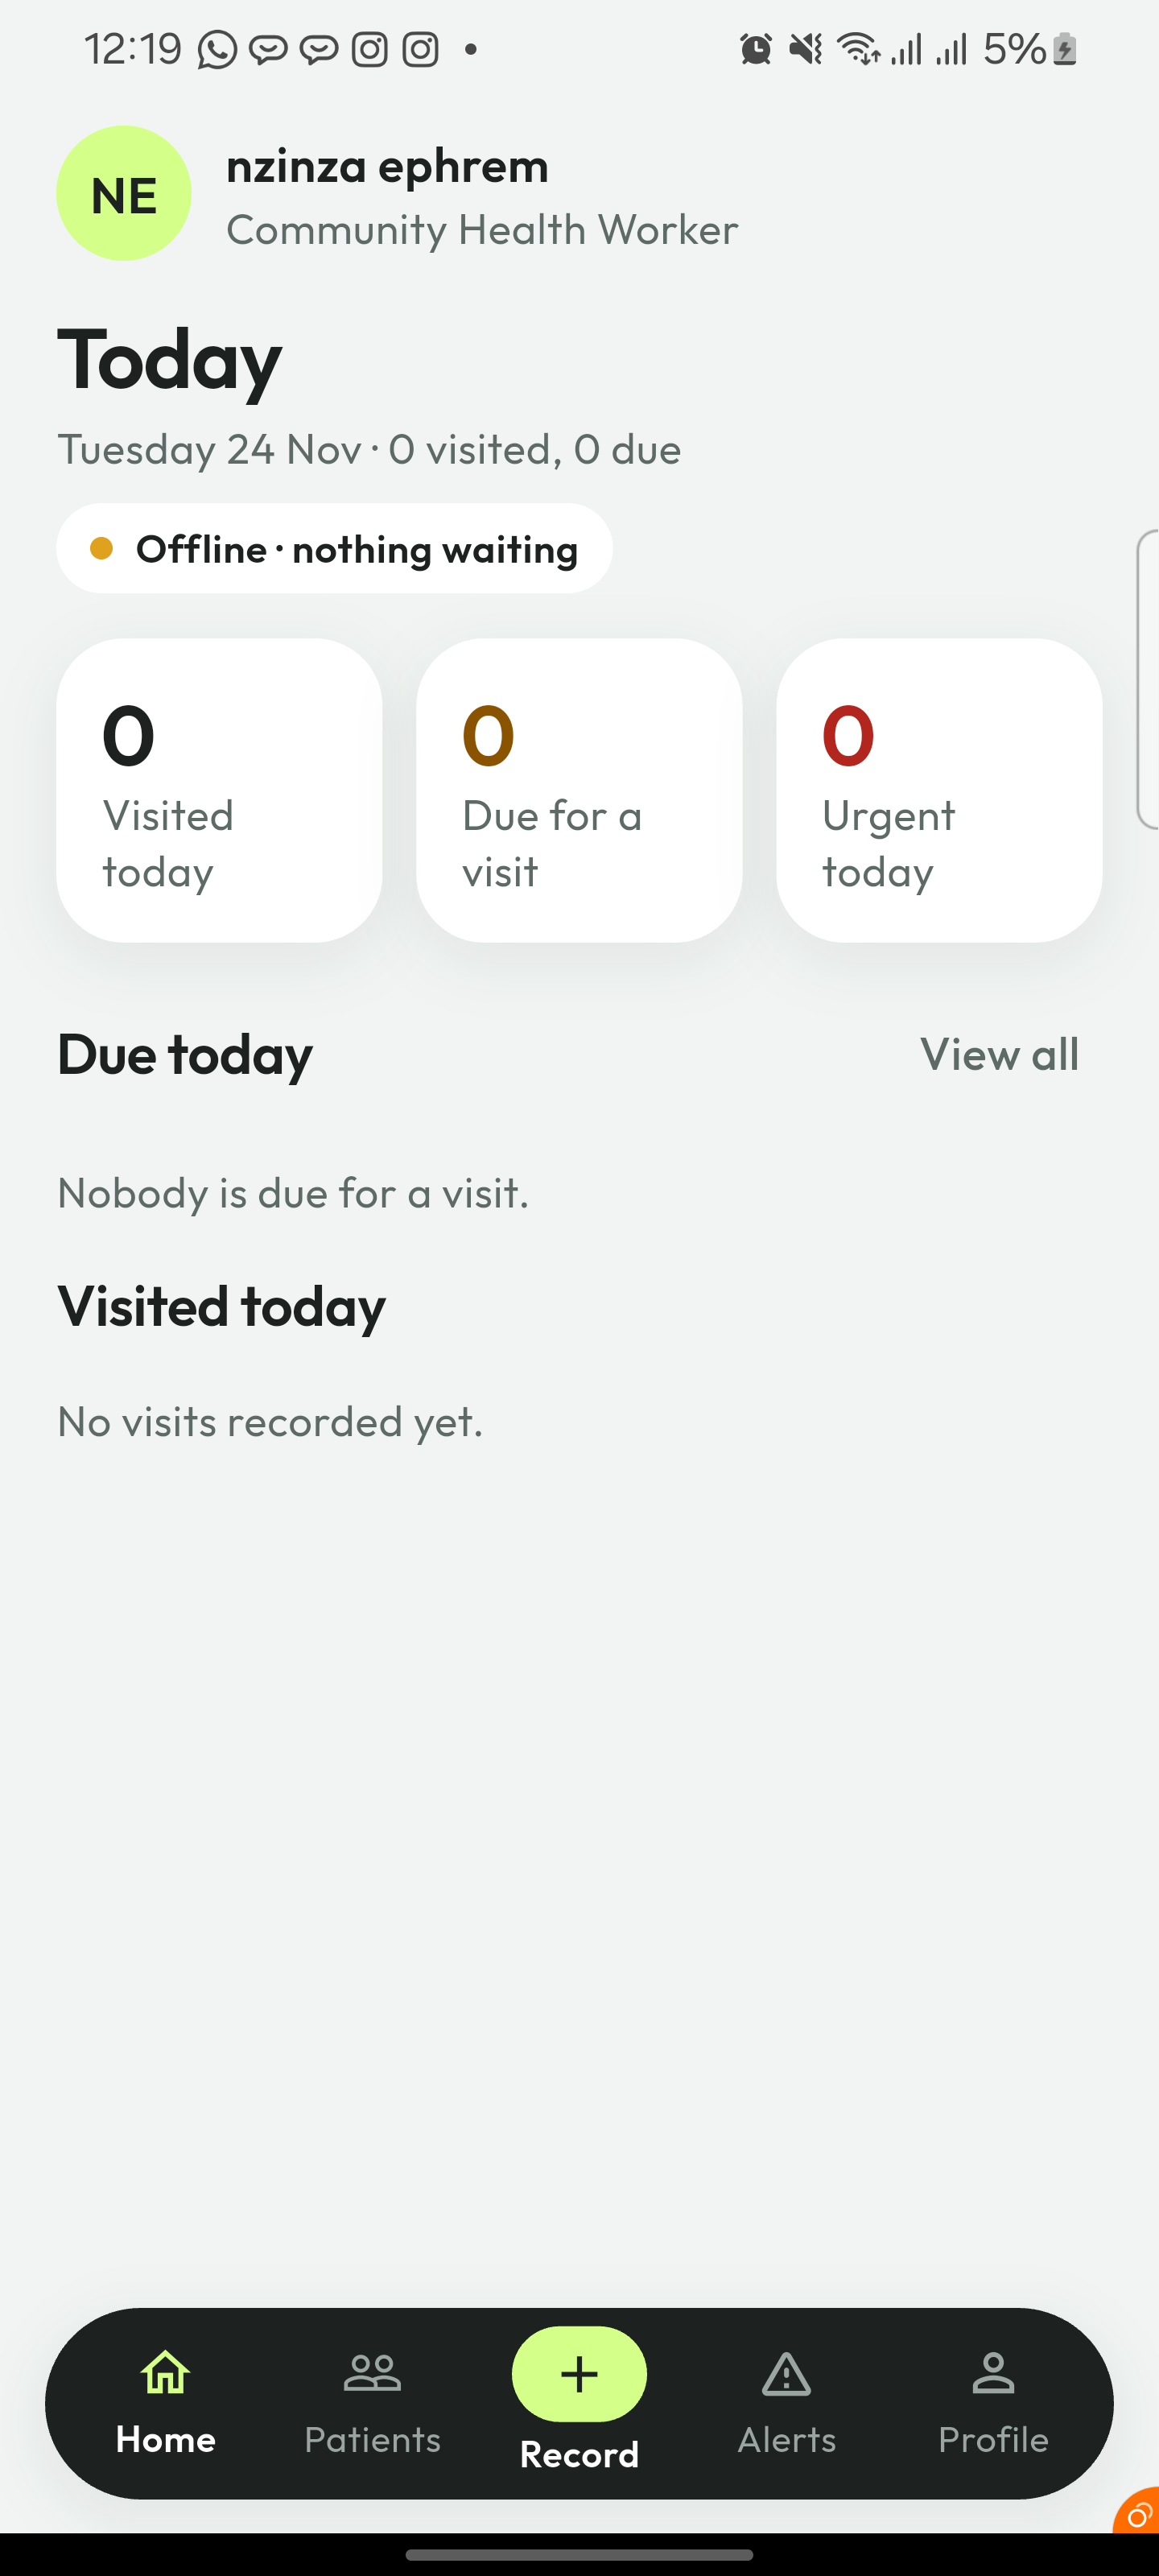 12:19
5%
NE
nzinza ephrem
Community Health Worker
Today
Tuesday 24 Nov · 0 visited, 0 due
Offline · nothing waiting
0
Visited
today
0
Due for a
visit
0
Urgent
today
Due today
View all
Nobody is due for a visit.
Visited today
No visits recorded yet.
Home
Patients
Record
Alerts
Profile